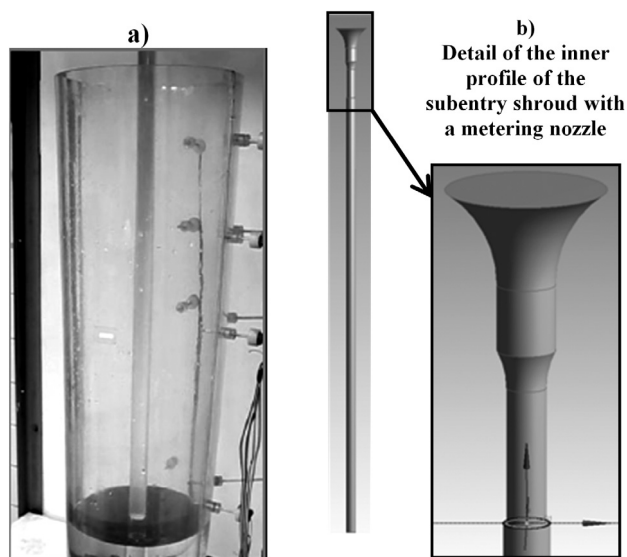 a)
b)
Detail of the inner
profile of the
subentry shroud with
a metering nozzle